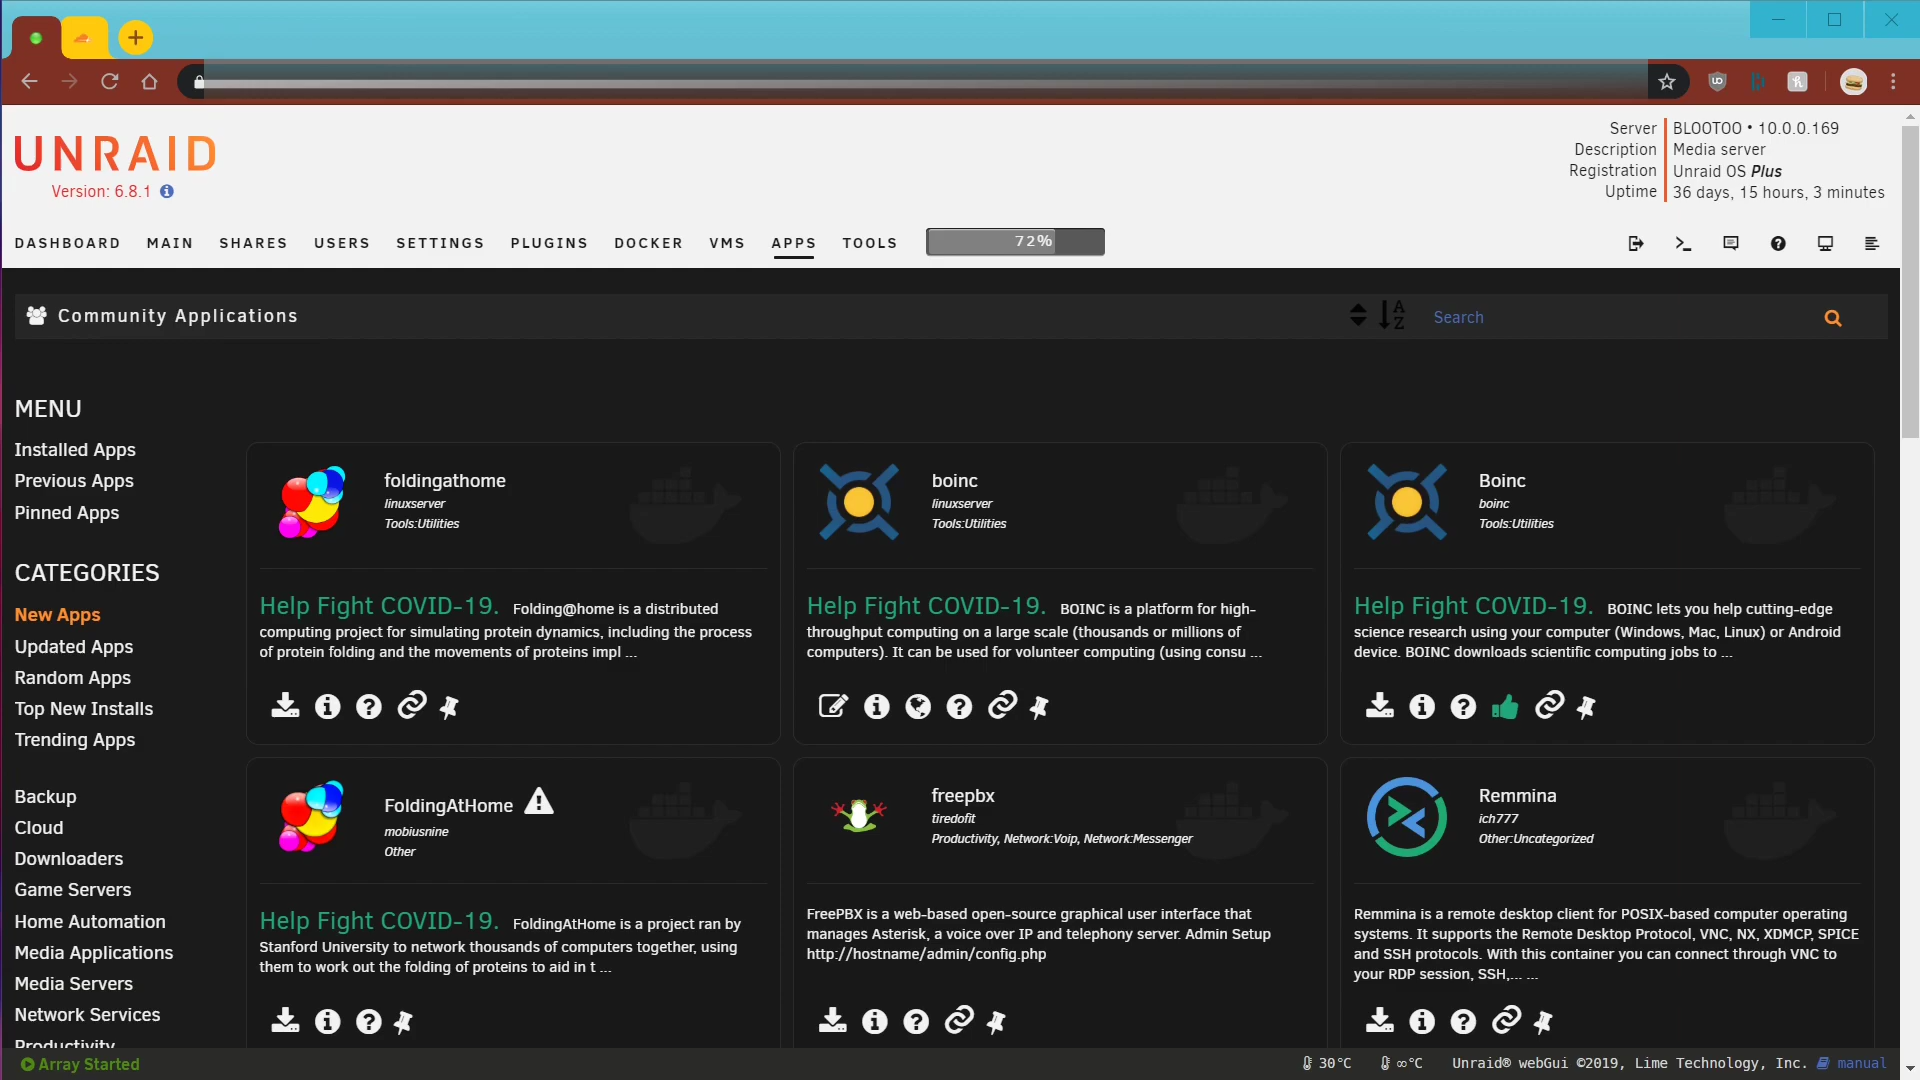 UNRAID
Version: 6.8.1
Server BLOOTOO • 10.0.0.169
Description Media server
Registration Unraid OS Plus
Uptime 36 days, 15 hours, 3 minutes
DASHBOARD MAIN SHARES USERS SETTINGS PLUGINS DOCKER VMS APPS TOOLS 72%
Community Applications
Search
MENU
Installed Apps
Previous Apps
Pinned Apps
CATEGORIES
New Apps
Updated Apps
Random Apps
Top New Installs
Trending Apps
Backup
Cloud
Downloaders
Game Servers
Home Automation
Media Applications
Media Servers
Network Services
Productivity
foldingathome
linuxserver
Tools:Utilities
Help Fight COVID-19. Folding@home is a distributed
computing project for simulating protein dynamics, including the process
of protein folding and the movements of proteins impl ...
boinc
linuxserver
Tools:Utilities
Help Fight COVID-19. BOINC is a platform for high-
throughput computing on a large scale (thousands or millions of
computers). It can be used for volunteer computing (using consu ...
Boinc
boinc
Tools:Utilities
Help Fight COVID-19. BOINC lets you help cutting-edge
science research using your computer (Windows, Mac, Linux) or Android
device. BOINC downloads scientific computing jobs to ...
FoldingAtHome
mobiusnine
Other
Help Fight COVID-19. FoldingAtHome is a project ran by
Stanford University to network thousands of computers together, using
them to work out the folding of proteins to aid in t ...
freepbx
tiredofit
Productivity, Network:Voip, Network:Messenger
FreePBX is a web-based open-source graphical user interface that
manages Asterisk, a voice over IP and telephony server. Admin Setup
http://hostname/admin/config.php
Remmina
ich777
Other:Uncategorized
Remmina is a remote desktop client for POSIX-based computer operating
systems. It supports the Remote Desktop Protocol, VNC, NX, XDMCP, SPICE
and SSH protocols. With this container you can connect through VNC to
your RDP session, SSH,... ...
Array Started
30°C ∞°C Unraid® webGui ©2019, Lime Technology, Inc. manual